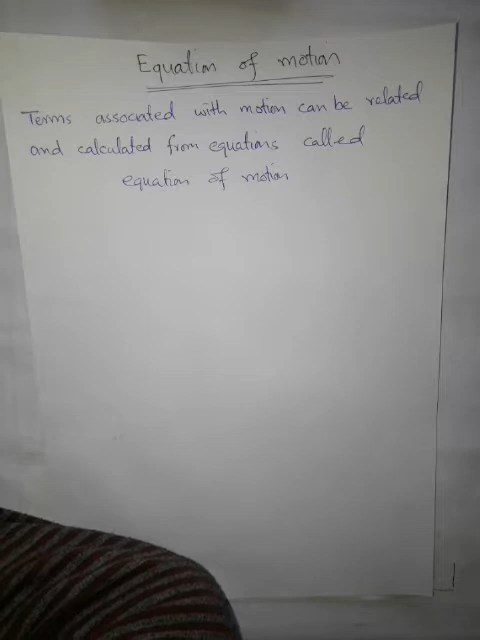 Equation of motion
Terms associated with motion can be related
and calculated from equations called
equation of motion